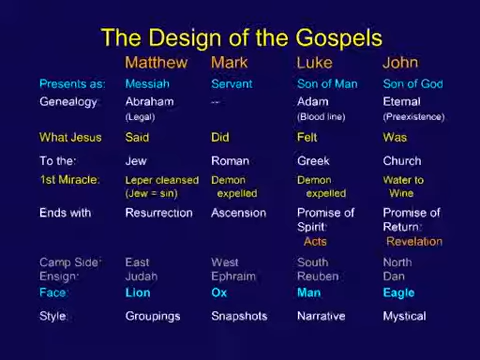 The Design of the Gospels
Matthew Mark Luke John
Presents as: Messiah Servant Son of Man Son of God
Genealogy: Abraham -- Adam Eternal
(Legal) (Blood line) (Preexistence)
What Jesus Said Did Felt Was
To the: Jew Roman Greek Church
1st Miracle: Leper cleansed Demon Demon Water to
(Jew = sin) expelled expelled Wine
Ends with Resurrection Ascension Promise of Promise of
Spirit: Return:
Acts Revelation
Camp Side: East West South North
Ensign: Judah Ephraim Reuben Dan
Face: Lion Ox Man Eagle
Style: Groupings Snapshots Narrative Mystical